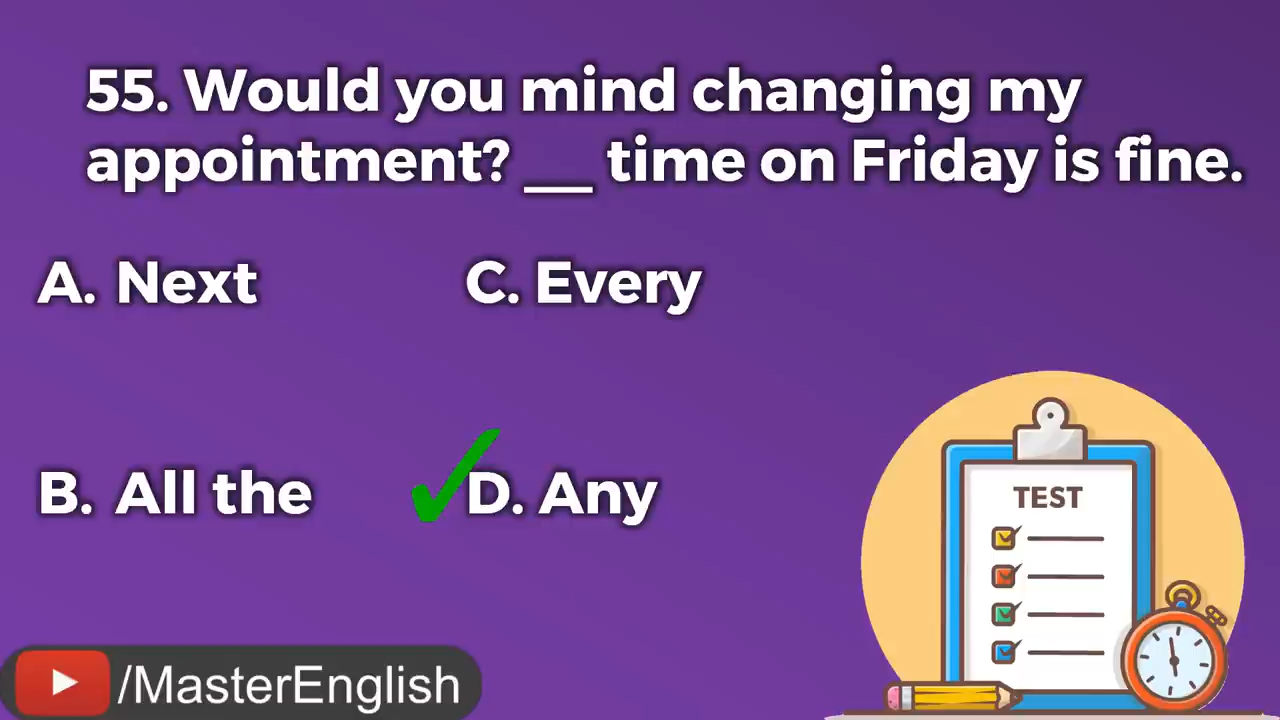 55. Would you mind changing my
appointment? __ time on Friday is fine.
A. Next
C. Every
B. All the
D. Any
TEST
/MasterEnglish